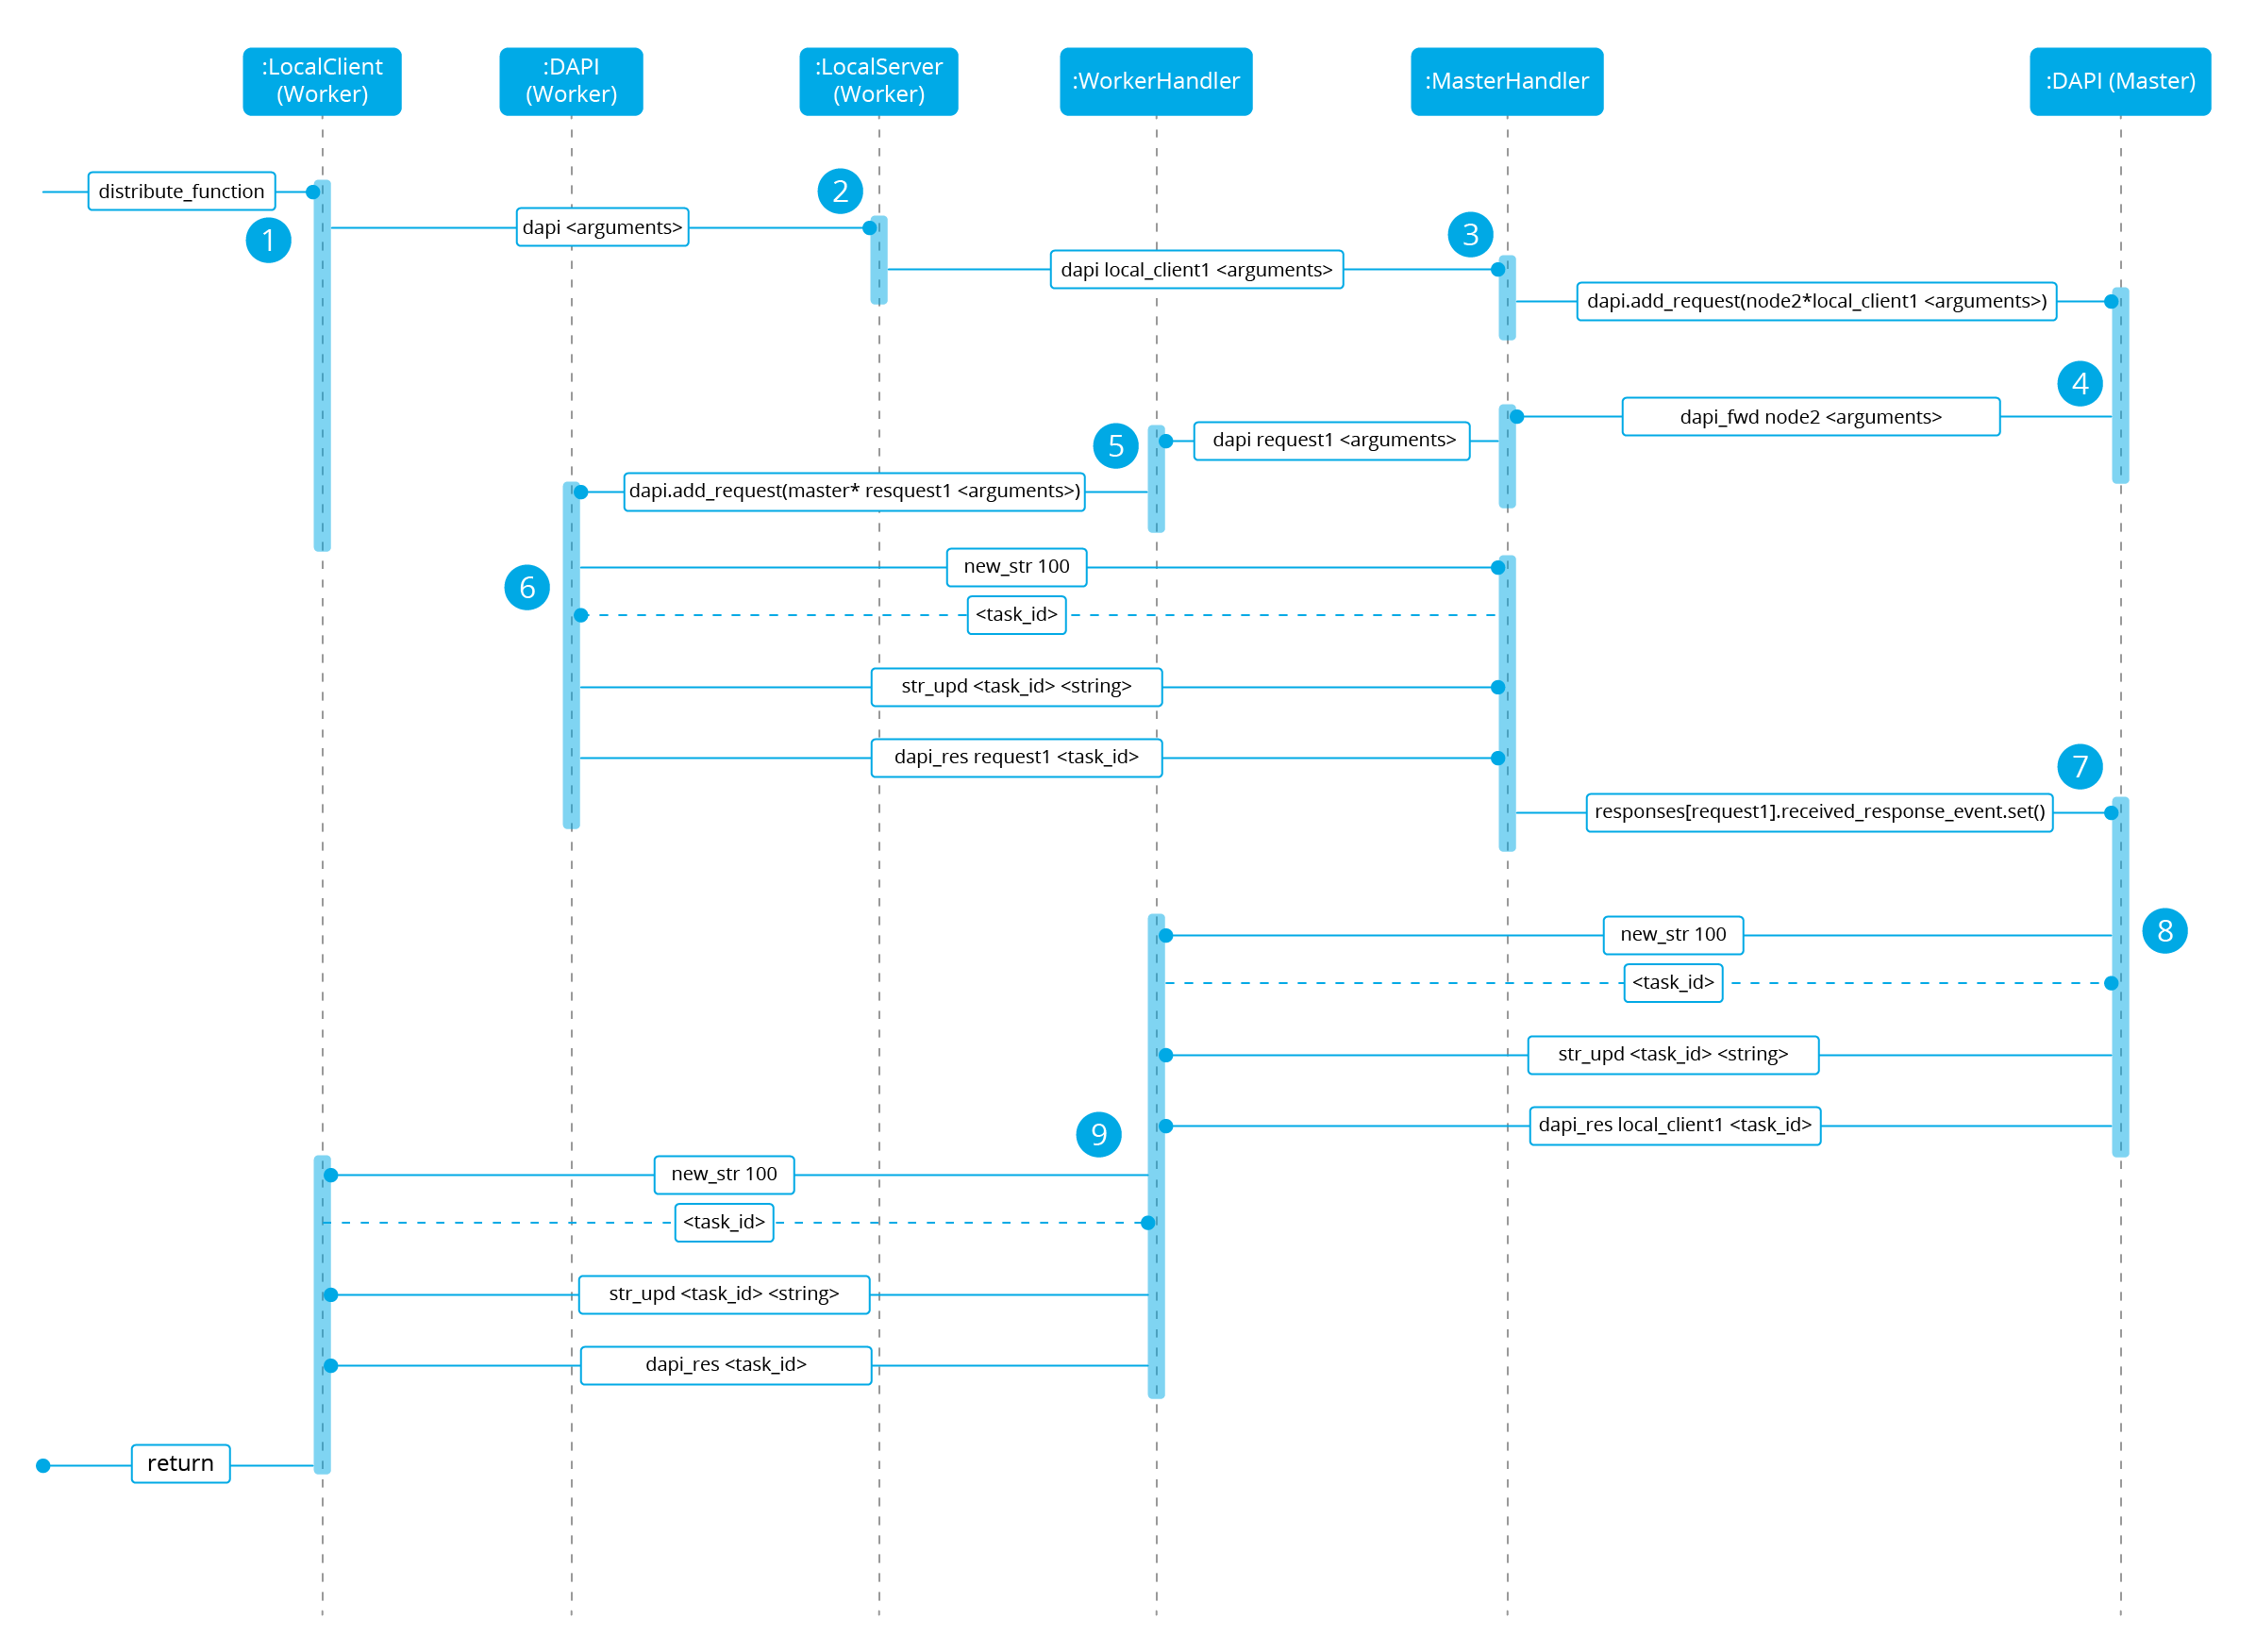 :LocalClient
(Worker)
:DAPI
(Worker)
:LocalServer
(Worker)
:WorkerHandler
:MasterHandler
:DAPI (Master)
distribute_function
1
dapi <arguments>
2
dapi local_client1 <arguments>
3
dapi.add_request(node2*local_client1 <arguments>)
4
dapi_fwd node2 <arguments>
dapi request1 <arguments>
5
dapi.add_request(master* resquest1 <arguments>)
6
new_str 100
<task_id>
str_upd <task_id> <string>
dapi_res request1 <task_id>
7
responses[request1].received_response_event.set()
8
new_str 100
<task_id>
str_upd <task_id> <string>
dapi_res local_client1 <task_id>
9
new_str 100
<task_id>
str_upd <task_id> <string>
dapi_res <task_id>
return